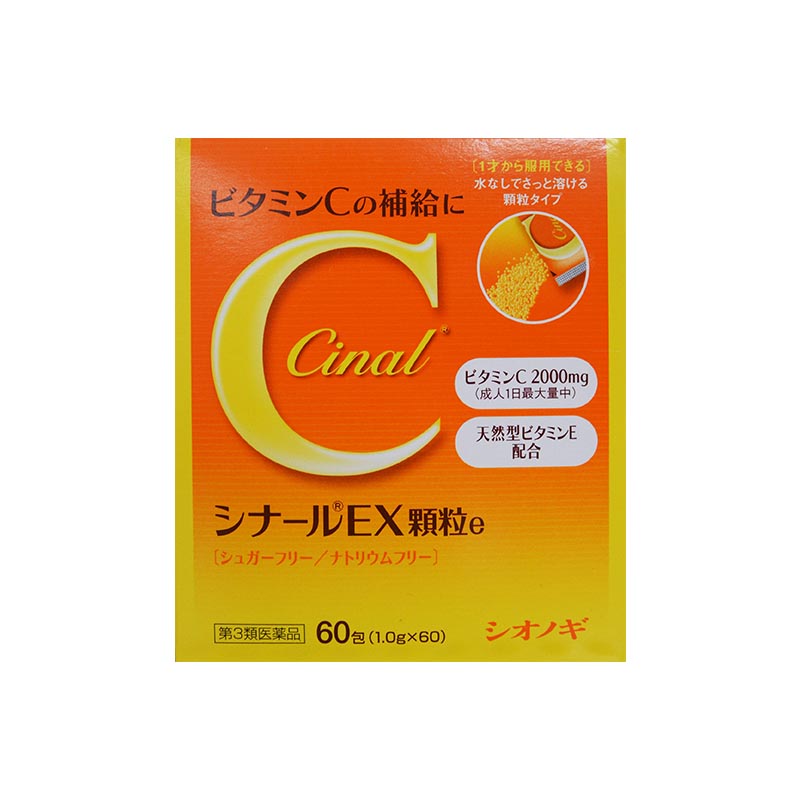 ビタミンCの補給に
〔1才から服用できる〕
水なしでさっと溶ける
顆粒タイプ
Cinal
C
Cinal®
ビタミンC 2000mg
(成人1日最大量中)
天然型ビタミンE
配合
シナール®EX顆粒e
〔シュガーフリー/ナトリウムフリー〕
第3類医薬品 60包(1.0g×60) シオノギ